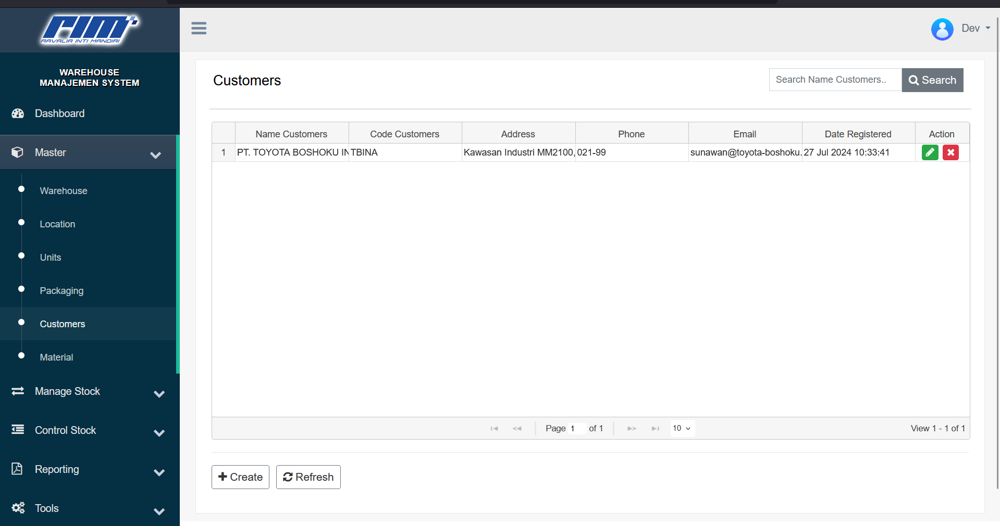 RAVALIA INTI MANDIRI
WAREHOUSE
MANAJEMEN SYSTEM
Dashboard
Master
Warehouse
Location
Units
Packaging
Customers
Material
Manage Stock
Control Stock
Reporting
Tools
Dev
Customers
Search Name Customers..
Search
Name Customers Code Customers Address Phone Email Date Registered Action
1 PT. TOYOTA BOSHOKU IN TBINA Kawasan Industri MM2100, 021-99 sunawan@toyota-boshoku. 27 Jul 2024 10:33:41
Page 1 of 1 10 View 1 - 1 of 1
Create Refresh